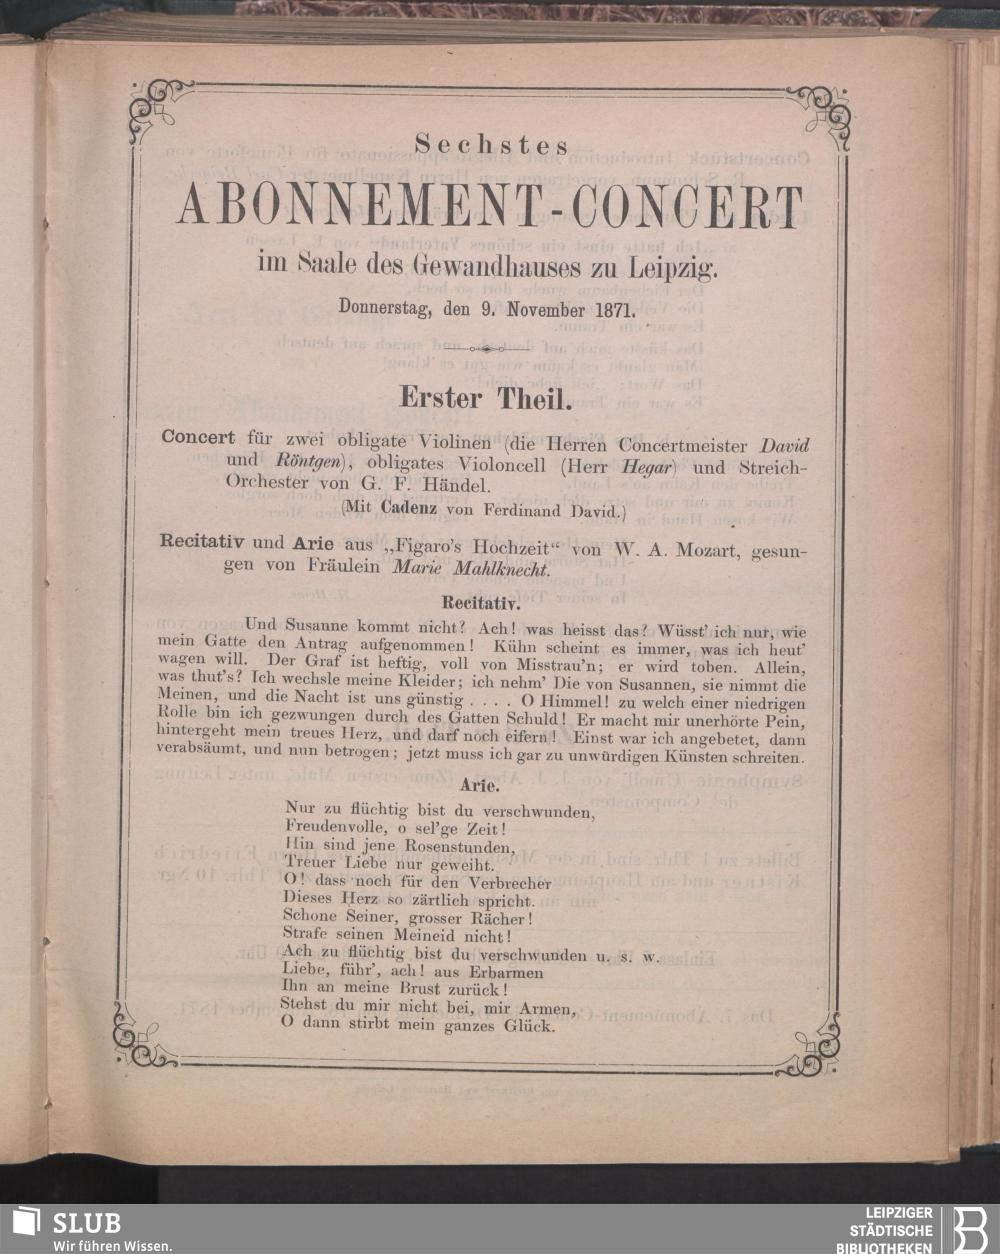 Sechstes
ABONNEMENT-CONCERT
im Saale des Gewandhauses zu Leipzig.
Donnerstag, den 9. November 1871.
Erster Theil.
Concert für zwei obligate Violinen (die Herren Concertmeister David
und Röntgen), obligates Violoncell (Herr Hegar) und Streich-
Orchester von G. F. Händel.
(Mit Cadenz von Ferdinand David.)
Recitativ und Arie aus „Figaro's Hochzeit“ von W. A. Mozart, gesun-
gen von Fräulein Marie Mahlknecht.
Recitativ.
Und Susanne kommt nicht? Ach! was heisst das? Wüsst' ich nur, wie
mein Gatte den Antrag aufgenommen! Kühn scheint es immer, was ich heut'
wagen will. Der Graf ist heftig, voll von Misstrau'n; er wird toben. Allein,
was thut's? Ich wechsle meine Kleider; ich nehm' Die von Susannen, sie nimmt die
Meinen, und die Nacht ist uns günstig . . . . O Himmel! zu welch einer niedrigen
Rolle bin ich gezwungen durch des Gatten Schuld! Er macht mir unerhörte Pein,
hintergeht mein treues Herz, und darf noch eifern! Einst war ich angebetet, dann
verabsäumt, und nun betrogen; jetzt muss ich gar zu unwürdigen Künsten schreiten.
Arie.
Nur zu flüchtig bist du verschwunden,
Freudenvolle, o sel'ge Zeit!
Hin sind jene Rosenstunden,
Treuer Liebe nur geweiht.
O! dass noch für den Verbrecher
Dieses Herz so zärtlich spricht.
Schone Seiner, grosser Rächer!
Strafe seinen Meineid nicht!
Ach zu flüchtig bist du verschwunden u. s. w.
Liebe, führ', ach! aus Erbarmen
Ihn an meine Brust zurück!
Stehst du mir nicht bei, mir Armen,
O dann stirbt mein ganzes Glück.
SLUB
Wir führen Wissen.
LEIPZIGER
STÄDTISCHE
BIBLIOTHEKEN